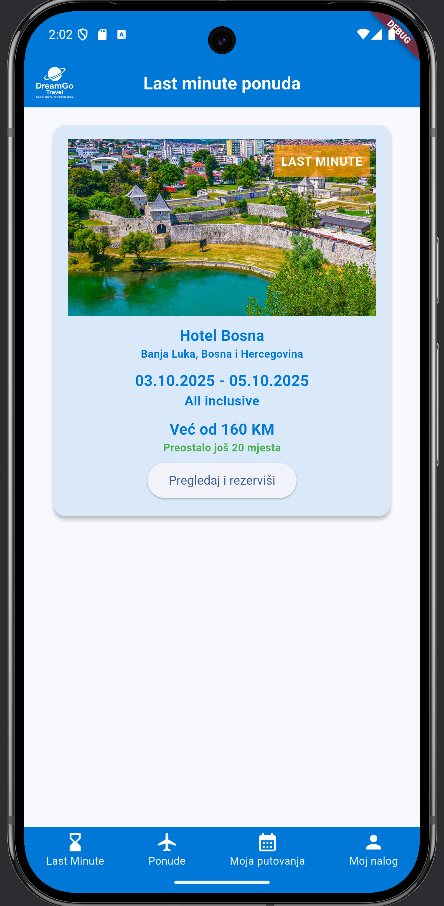 2:02
A
DEBUG
DreamGo
Travel
Last minute ponuda
LAST MINUTE
Hotel Bosna
Banja Luka, Bosna i Hercegovina
03.10.2025 - 05.10.2025
All inclusive
Već od 160 KM
Preostalo još 20 mjesta
Pregledaj i rezerviši
Last Minute
Ponude
Moja putovanja
Moj nalog